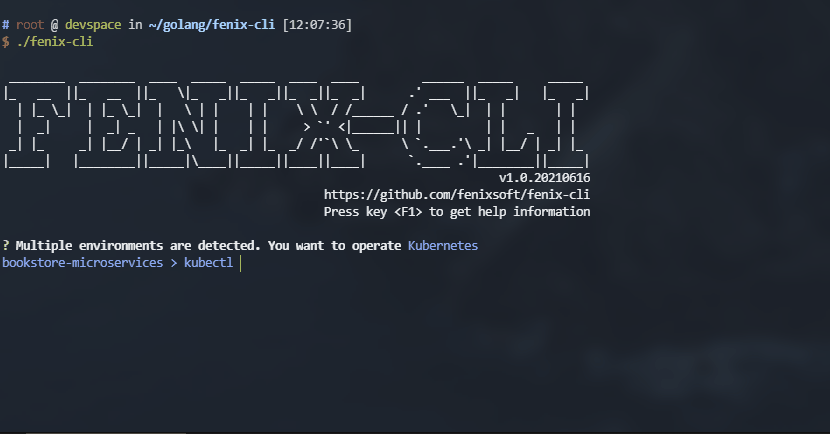 # root @ devspace in ~/golang/fenix-cli [12:07:36]
$ ./fenix-cli
FENIX-CLI
v1.0.20210616
https://github.com/fenixsoft/fenix-cli
Press key <F1> to get help information
? Multiple environments are detected. You want to operate Kubernetes
bookstore-microservices > kubectl